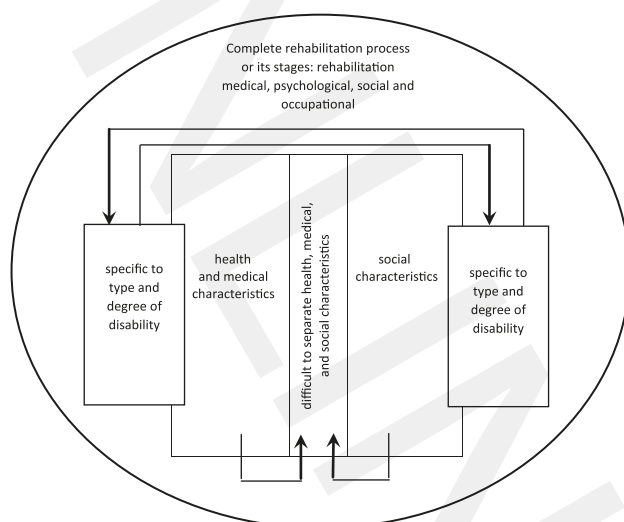 Complete rehabilitation process
or its stages: rehabilitation
medical, psychological, social and
occupational
specific to
type and
degree of
disability
health
and medical
characteristics
difficult to separate health, medical,
and social characteristics
social
characteristics
specific to
type and
degree of
disability